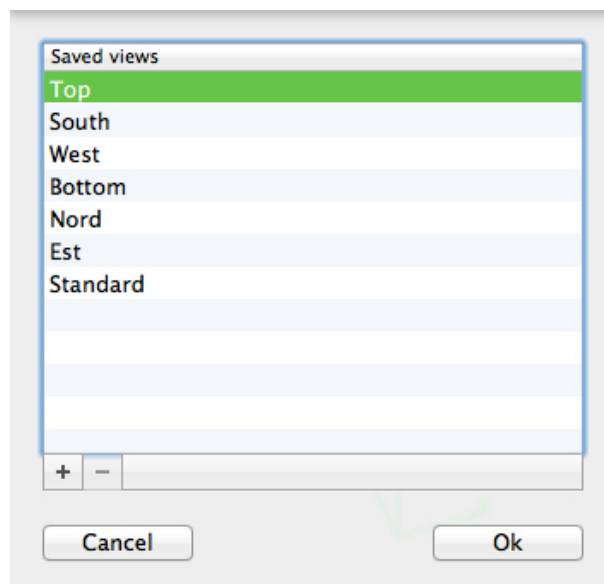 Saved views
Top
South
West
Bottom
Nord
Est
Standard
+ −
Cancel Ok